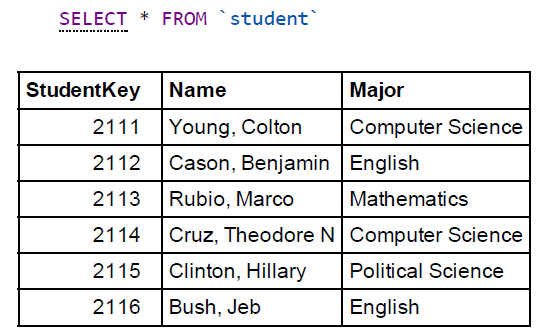 SELECT * FROM `student`
StudentKey Name Major
2111 Young, Colton Computer Science
2112 Cason, Benjamin English
2113 Rubio, Marco Mathematics
2114 Cruz, Theodore N Computer Science
2115 Clinton, Hillary Political Science
2116 Bush, Jeb English